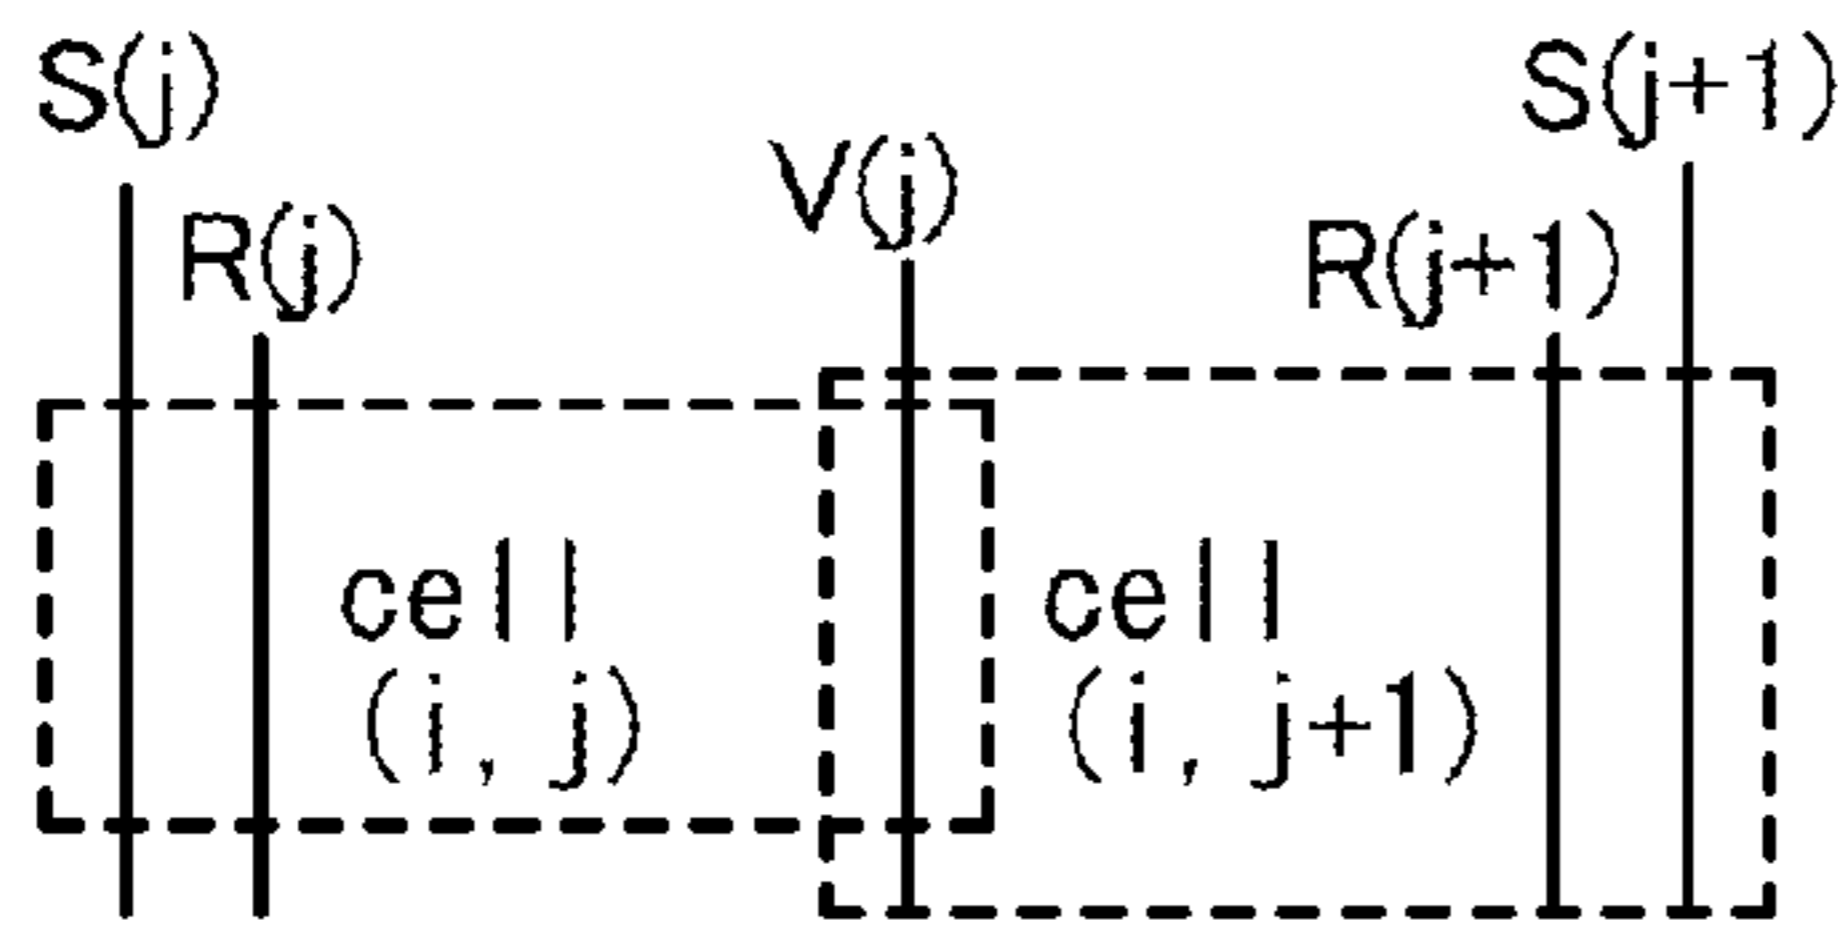 S(j)
S(j+1)
V(j)
R(j)
R(j+1)
cell
(i, j)
cell
(i, j+1)